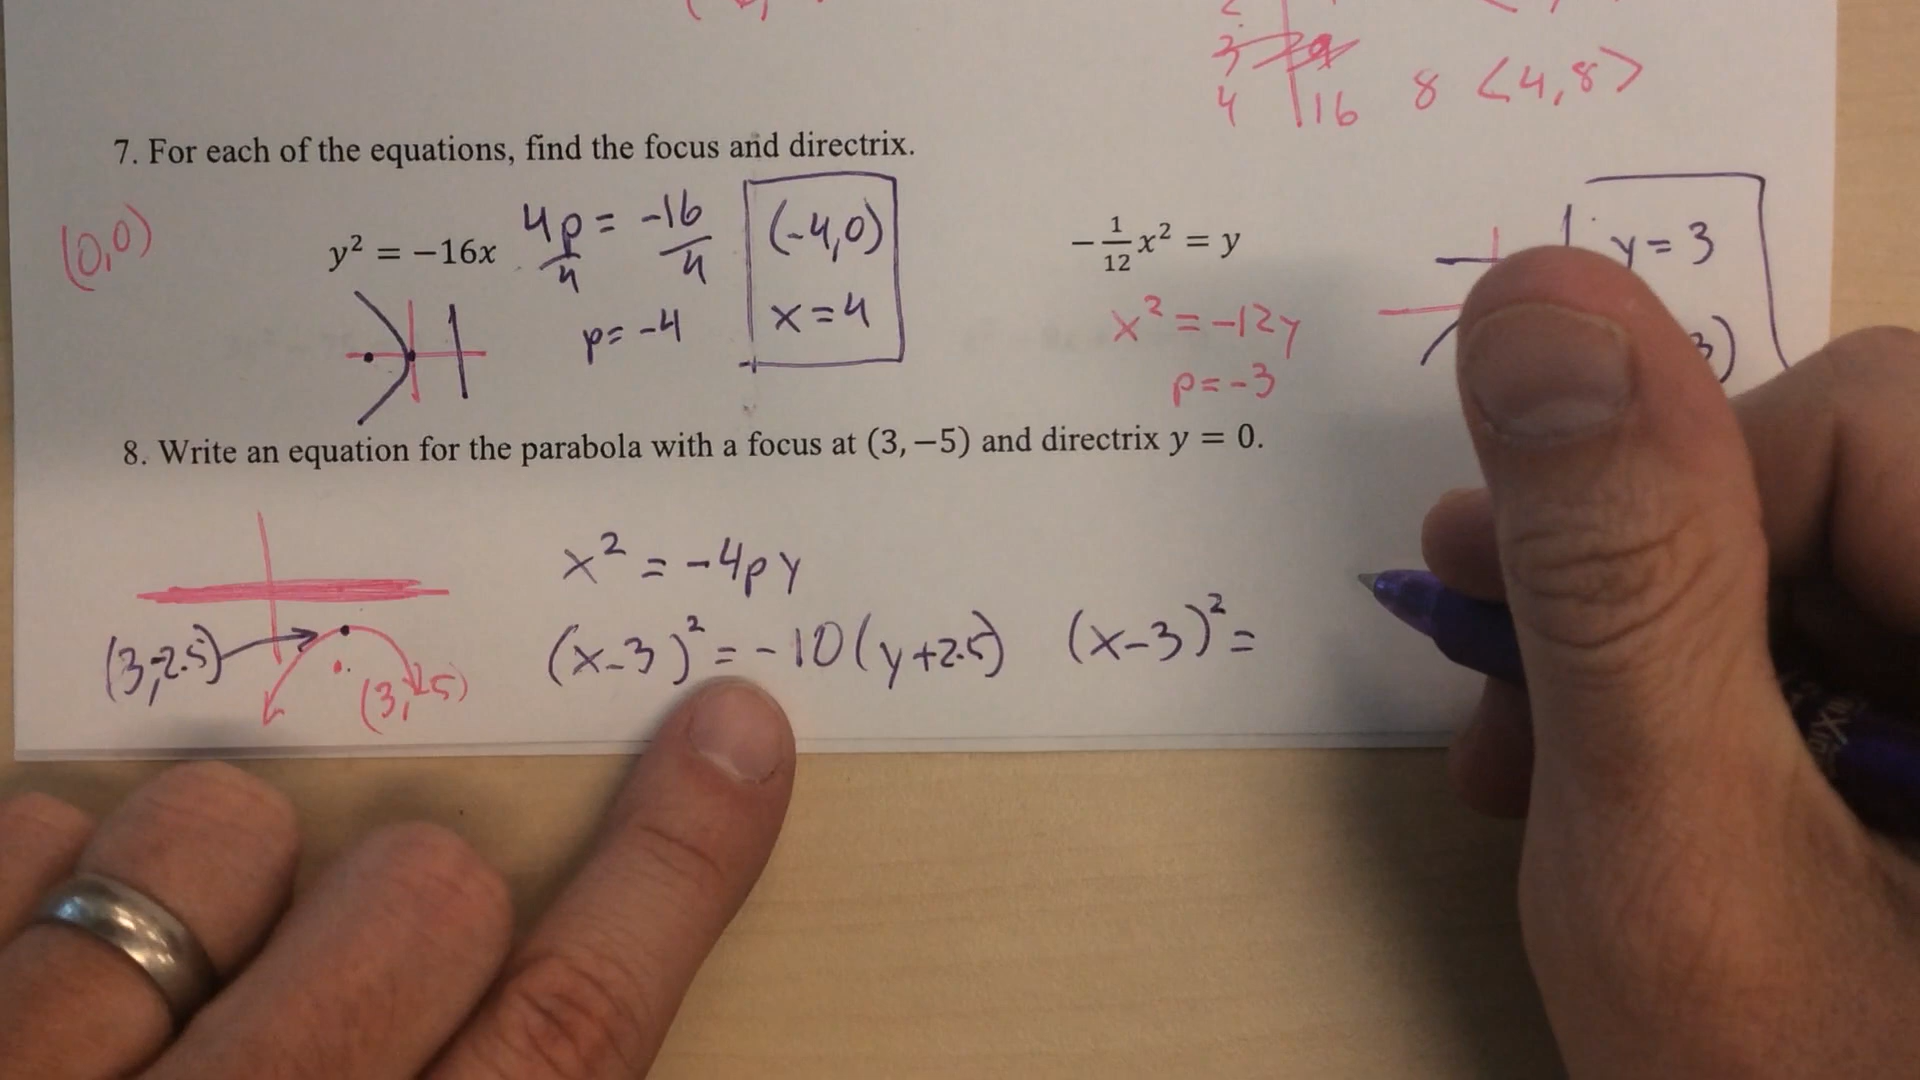 3
4 16 8 <4,8>
7. For each of the equations, find the focus and directrix.
(0,0)
y² = −16x
4p = -16
4 4
p = -4
(-4,0)
x = 4
− 1/12 x² = y
x² = -12y
p = -3
y = 3
3)
8. Write an equation for the parabola with a focus at (3, −5) and directrix y = 0.
(3,-2.5)
x² = -4py
(x-3)² = -10(y+2.5) (x-3)² =